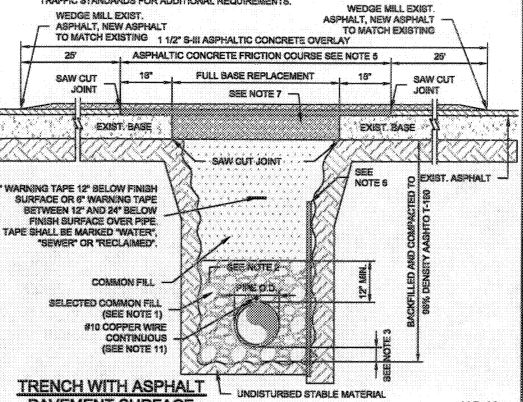 TRAFFIC STANDARDS FOR ADDITIONAL REQUIREMENTS.
WEDGE MILL EXIST.
ASPHALT, NEW ASPHALT
TO MATCH EXISTING
WEDGE MILL EXIST.
ASPHALT, NEW ASPHALT
TO MATCH EXISTING
1 1/2" S-III ASPHALTIC CONCRETE OVERLAY
25'
ASPHALTIC CONCRETE FRICTION COURSE SEE NOTE 5
25'
SAW CUT
JOINT
18"
FULL BASE REPLACEMENT
18"
SAW CUT
JOINT
SEE NOTE 7
EXIST. BASE
EXIST. BASE
SAW CUT JOINT
SEE
NOTE 6
EXIST. ASPHALT
" WARNING TAPE 12" BELOW FINISH
SURFACE OR 6" WARNING TAPE
BETWEEN 12" AND 24" BELOW
FINISH SURFACE OVER PIPE.
TAPE SHALL BE MARKED "WATER",
"SEWER" OR "RECLAIMED".
BACKFILLED AND COMPACTED TO
98% DENSITY AASHTO T-180
COMMON FILL
SEE NOTE 2
12" MIN.
PIPE O.D.
SELECTED COMMON FILL
(SEE NOTE 1)
#10 COPPER WIRE
CONTINUOUS
(SEE NOTE 11)
SEE NOTE 3
TRENCH WITH ASPHALT
PAVEMENT SURFACE
UNDISTURBED STABLE MATERIAL